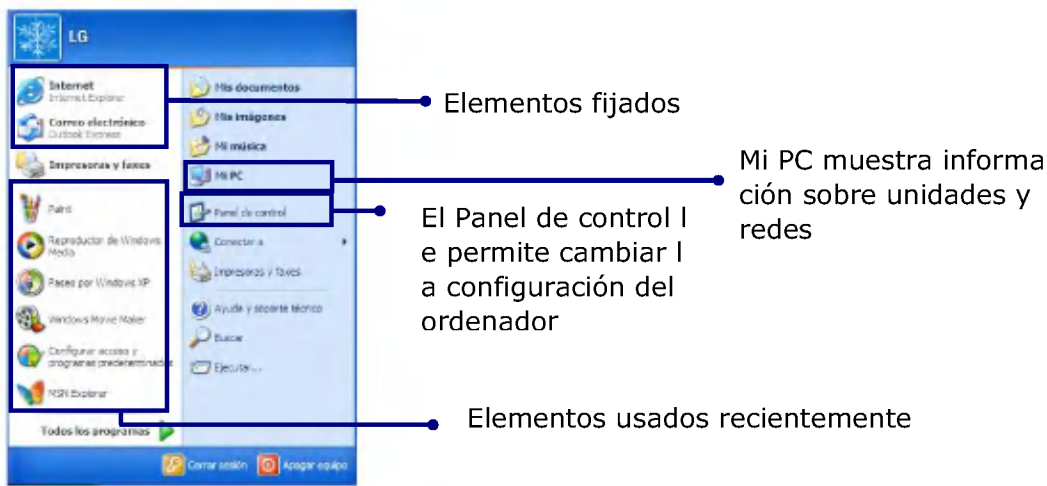 LG
Internet
Internet Explorer
Correo electrónico
Outlook Express
Impresoras y faxes
Paint
Reproductor de Windows
Media
Paseo por Windows XP
Windows Movie Maker
Configurar acceso y
programas predeterminados
MSN Explorer
Todos los programas
Mis documentos
Mis imágenes
Mi música
Mi PC
Panel de control
Conectar a
Impresoras y faxes
Ayuda y soporte técnico
Buscar
Ejecutar...
Cerrar sesión
Apagar equipo
Elementos fijados
Mi PC muestra informa
ción sobre unidades y
redes
El Panel de control l
e permite cambiar l
a configuración del
ordenador
Elementos usados recientemente